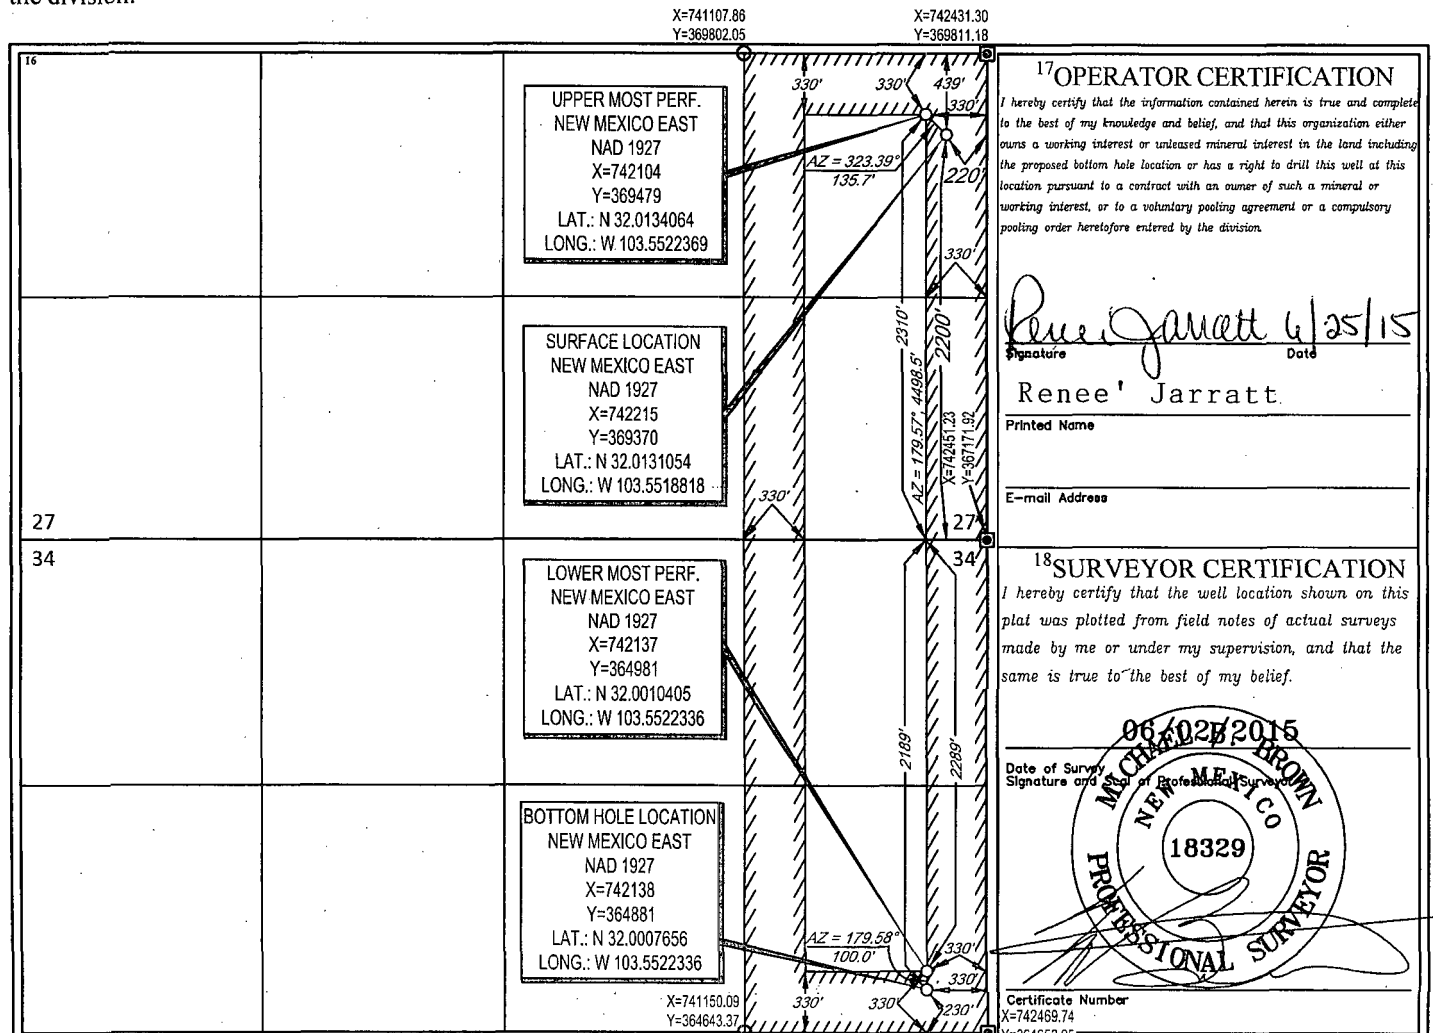 the division.
X=741107.86
Y=369802.05
X=742431.30
Y=369811.18
16
UPPER MOST PERF.
NEW MEXICO EAST
NAD 1927
X=742104
Y=369479
LAT.: N 32.0134064
LONG.: W 103.5522369
SURFACE LOCATION
NEW MEXICO EAST
NAD 1927
X=742215
Y=369370
LAT.: N 32.0131054
LONG.: W 103.5518818
LOWER MOST PERF.
NEW MEXICO EAST
NAD 1927
X=742137
Y=364981
LAT.: N 32.0010405
LONG.: W 103.5522336
BOTTOM HOLE LOCATION
NEW MEXICO EAST
NAD 1927
X=742138
Y=364881
LAT.: N 32.0007656
LONG.: W 103.5522336
27
34
330'
330'
439'
330'
AZ = 323.39°
135.7'
220'
330'
2310'
2200'
AZ = 179.57°, 4498.5'
X=742451.23
Y=367171.92
330'
27
34
2189'
2289'
AZ = 179.58°
100.0'
330'
330'
330'
330'
230'
X=741150.09
Y=364643.37
17 OPERATOR CERTIFICATION
I hereby certify that the information contained herein is true and complete
to the best of my knowledge and belief, and that this organization either
owns a working interest or unleased mineral interest in the land including
the proposed bottom hole location or has a right to drill this well at this
location pursuant to a contract with an owner of such a mineral or
working interest, or to a voluntary pooling agreement or a compulsory
pooling order heretofore entered by the division.
Renee Jarratt 6/25/15
Signature Date
Renee' Jarratt
Printed Name
E-mail Address
18 SURVEYOR CERTIFICATION
I hereby certify that the well location shown on this
plat was plotted from field notes of actual surveys
made by me or under my supervision, and that the
same is true to the best of my belief.
06/02/2015
Date of Survey
Signature and Seal of Professional Surveyor
MICHAEL B. BROWN
NEW MEXICO
18329
PROFESSIONAL SURVEYOR
Certificate Number
X=742469.74